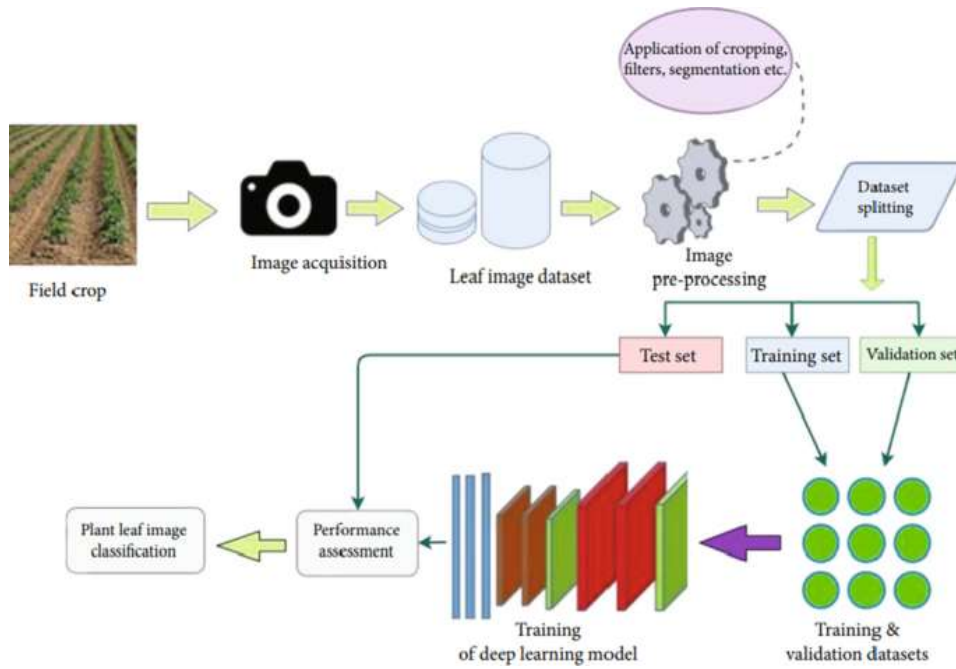 Application of cropping,
filters, segmentation etc.
Field crop
Image acquisition
Leaf image dataset
Image
pre-processing
Dataset
splitting
Test set
Training set
Validation set
Plant leaf image
classification
Performance
assessment
Training
of deep learning model
Training &
validation datasets